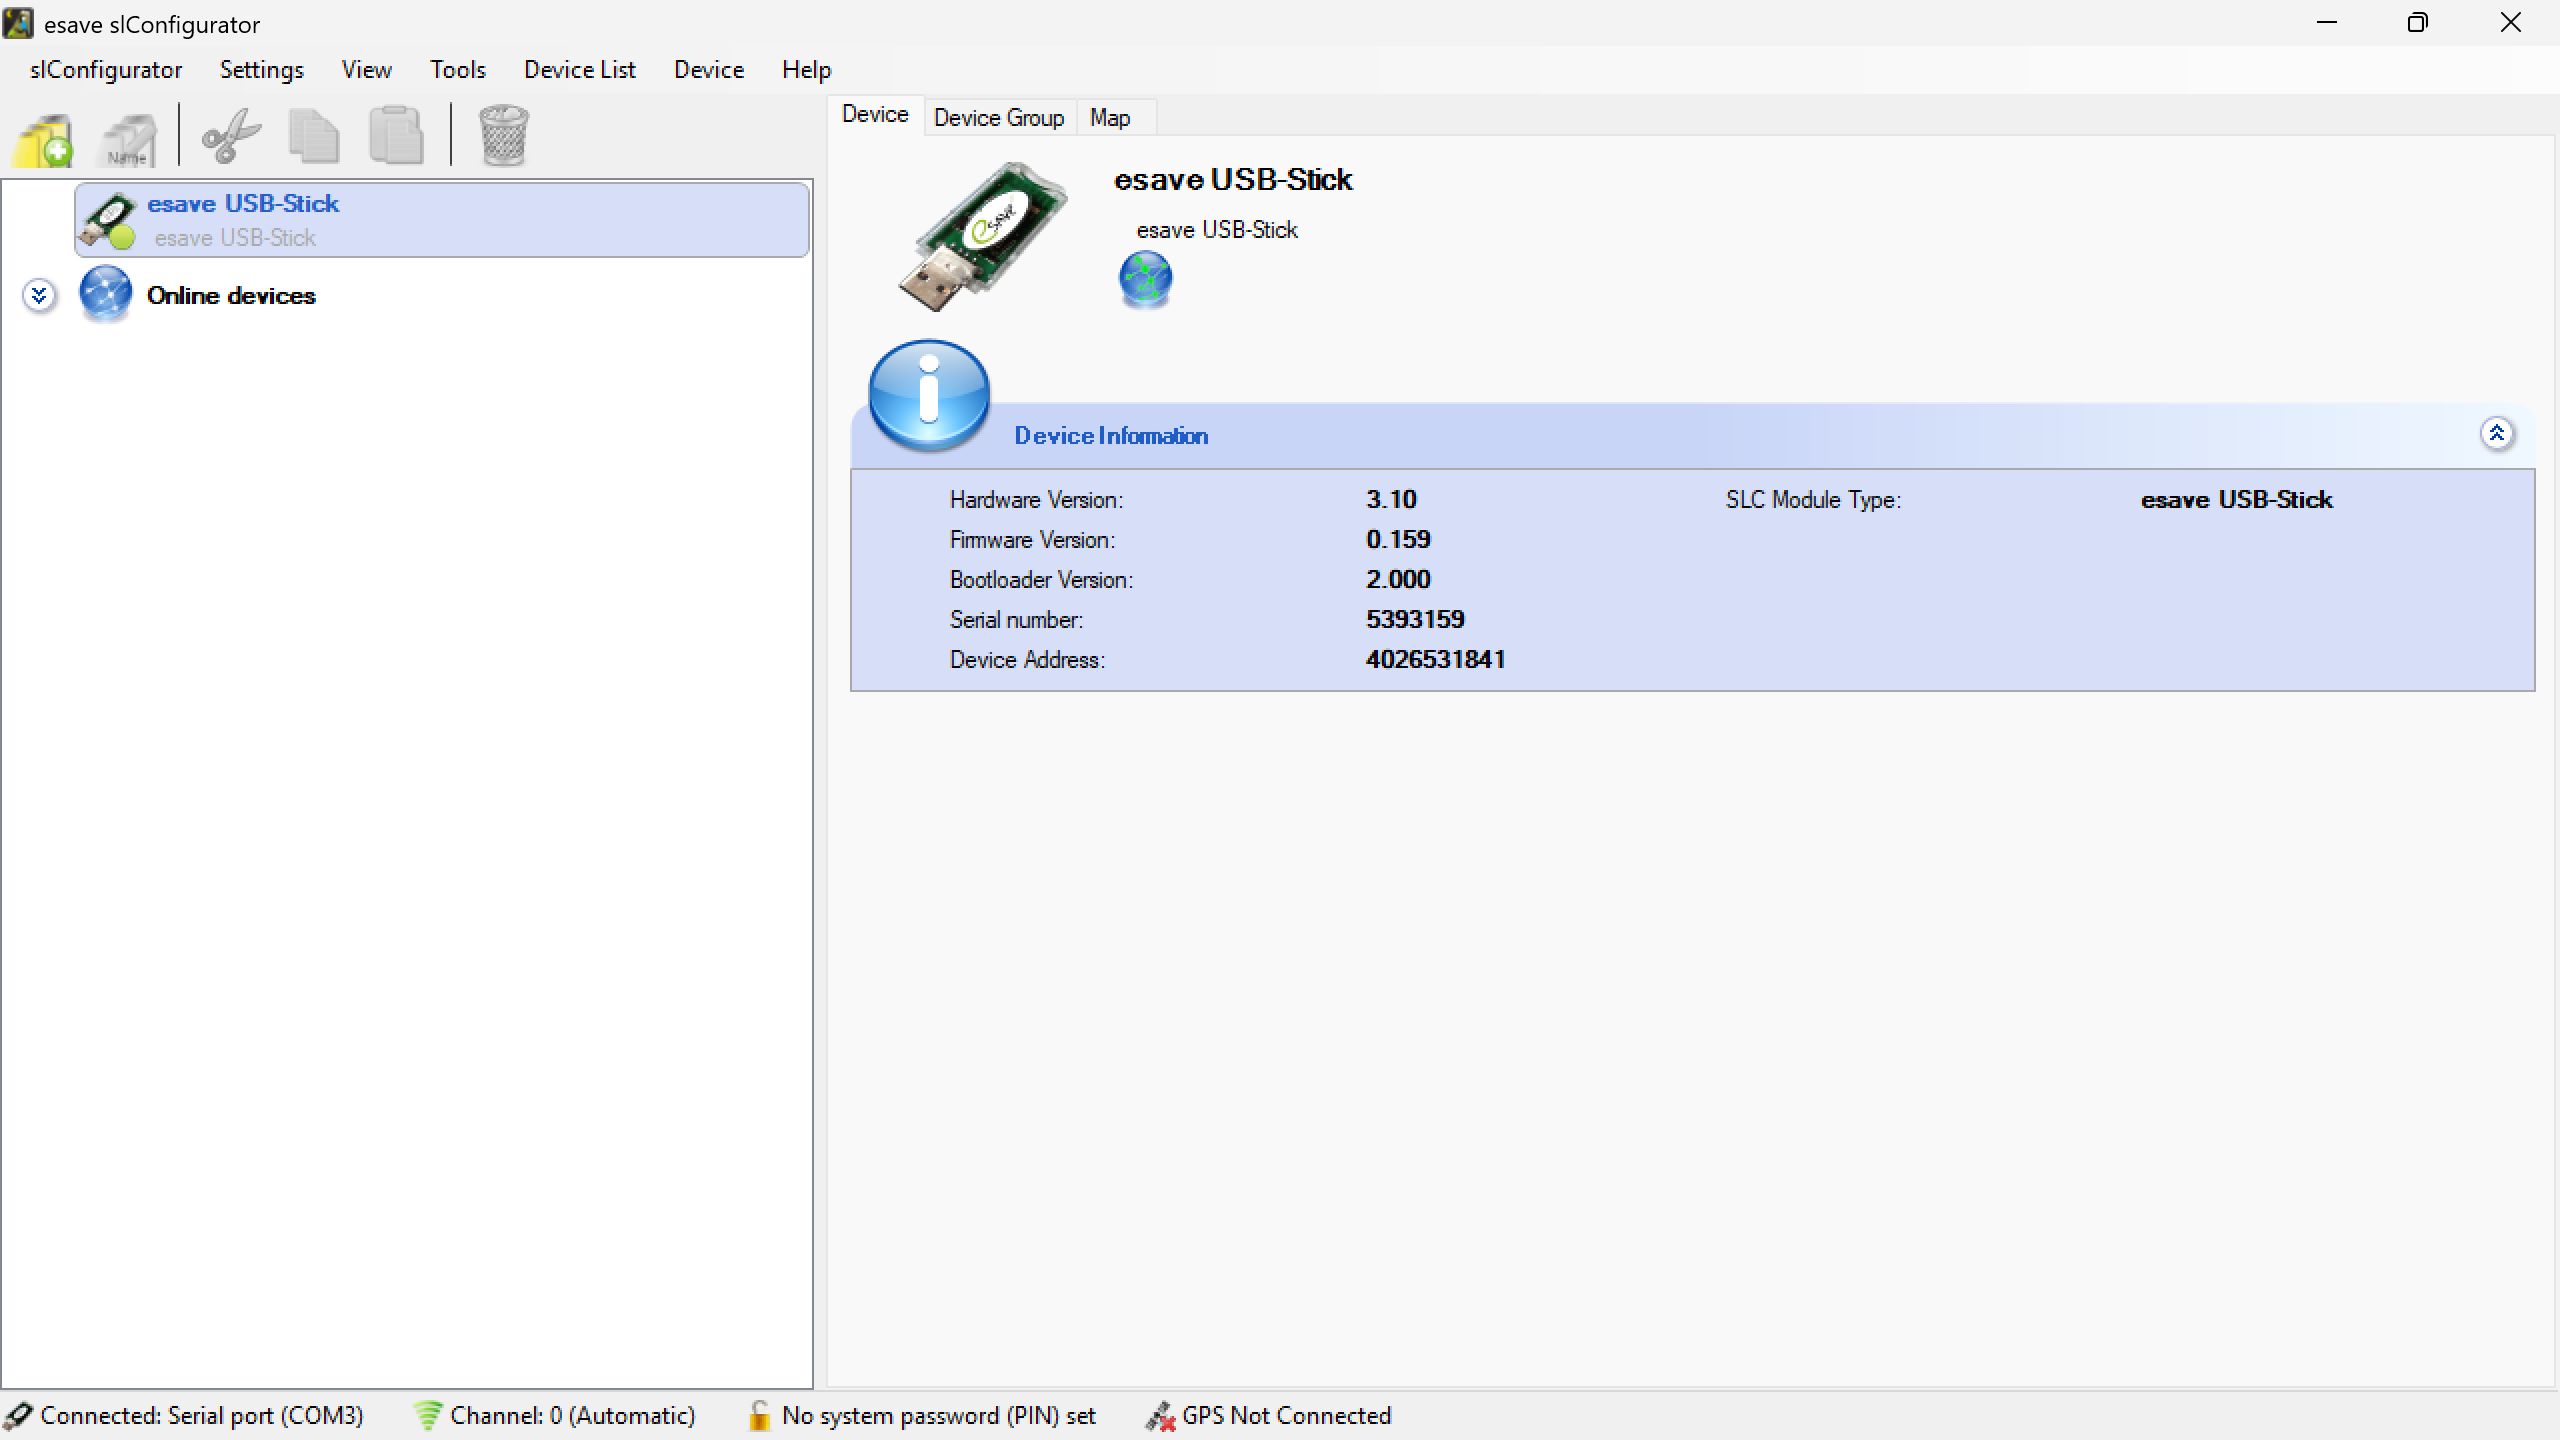 esave slConfigurator
slConfigurator Settings View Tools Device List Device Help
Name
Device Device Group Map
esave USB-Stick
esave USB-Stick
Online devices
esave
esave USB-Stick
esave USB-Stick
Device Information
Hardware Version: 3.10 SLC Module Type: esave USB-Stick
Firmware Version: 0.159
Bootloader Version: 2.000
Serial number: 5393159
Device Address: 4026531841
Connected: Serial port (COM3) Channel: 0 (Automatic) No system password (PIN) set GPS Not Connected